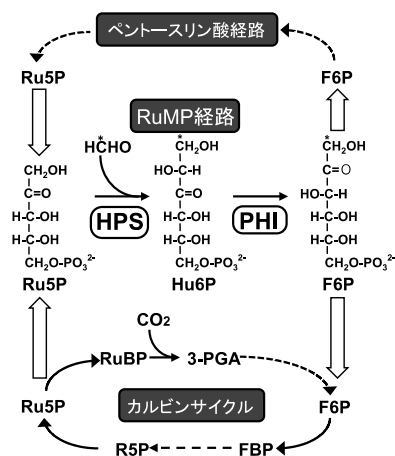 ペントースリン酸経路
Ru5P
F6P
RuMP経路
HCHO
*
*
*
CH2OH
C=O
H-C-OH
H-C-OH
CH2O-PO3 2-
Ru5P
HPS
CH2OH
HO-C-H
C=O
H-C-OH
H-C-OH
CH2O-PO3 2-
Hu6P
PHI
CH2OH
C=O
HO-C-H
H-C-OH
H-C-OH
CH2O-PO3 2-
F6P
CO2
RuBP
3-PGA
Ru5P
カルビンサイクル
F6P
R5P
FBP